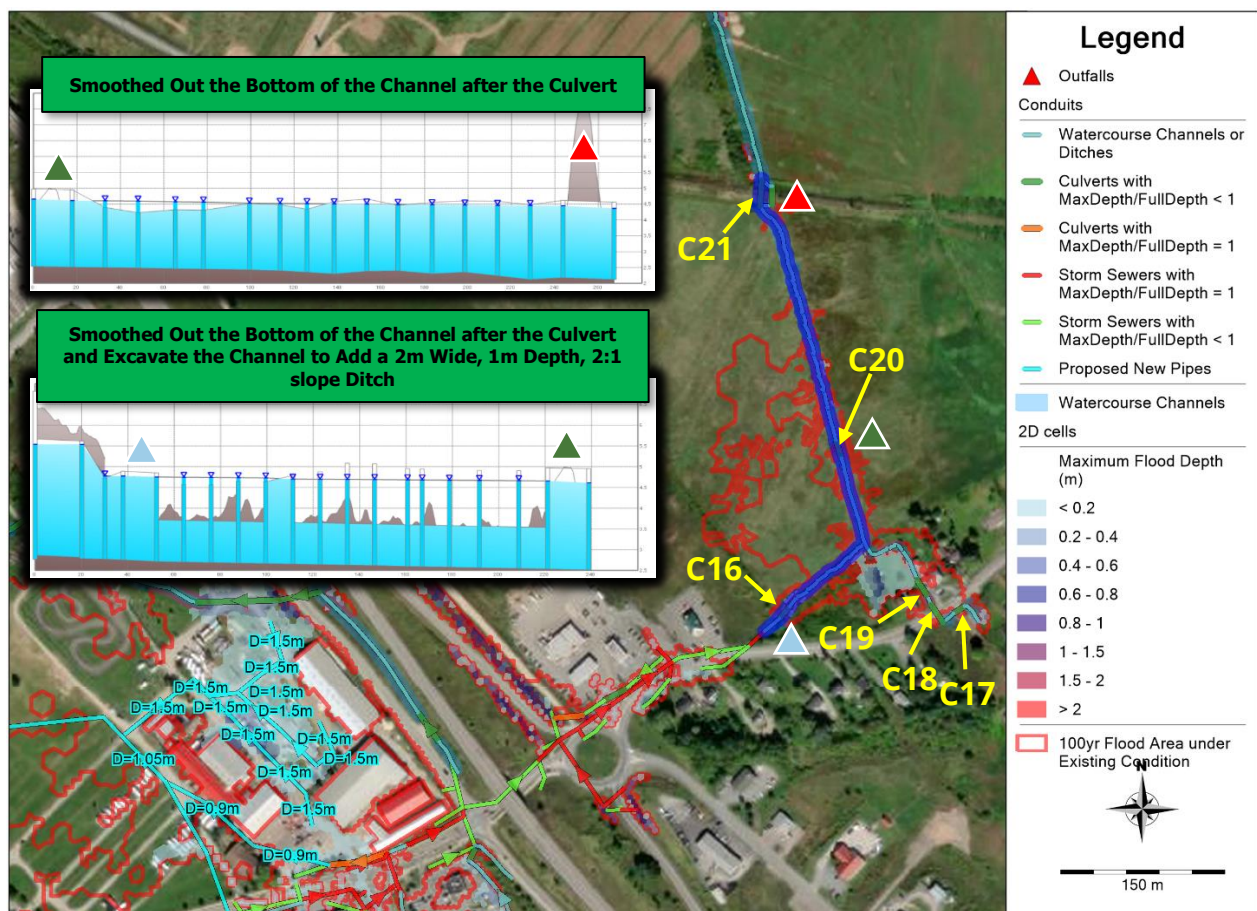 Smoothed Out the Bottom of the Channel after the Culvert
Smoothed Out the Bottom of the Channel after the Culvert
and Excavate the Channel to Add a 2m Wide, 1m Depth, 2:1
slope Ditch
C21
C20
C16
C19
C18
C17
D=1.5m
D=1.5m
D=1.5m
D=1.5m
D=1.5m
D=1.5m
D=1.5m
D=1.5m
D=1.5m
D=1.5m
D=1.05m
D=0.9m
D=0.9m
Legend
Outfalls
Conduits
Watercourse Channels or
Ditches
Culverts with
MaxDepth/FullDepth < 1
Culverts with
MaxDepth/FullDepth = 1
Storm Sewers with
MaxDepth/FullDepth = 1
Storm Sewers with
MaxDepth/FullDepth < 1
Proposed New Pipes
Watercourse Channels
2D cells
Maximum Flood Depth
(m)
< 0.2
0.2 - 0.4
0.4 - 0.6
0.6 - 0.8
0.8 - 1
1 - 1.5
1.5 - 2
> 2
100yr Flood Area under
Existing Condition
N
150 m